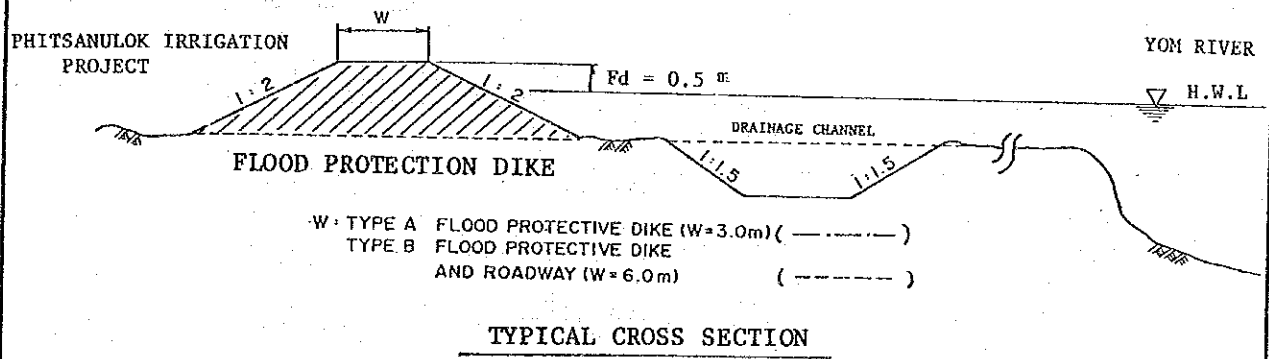 W
PHITSANULOK IRRIGATION
PROJECT
YOM RIVER
1:2
1:2
Fd = 0.5 m
H.W.L
DRAINAGE CHANNEL
1:1.5
1:1.5
FLOOD PROTECTION DIKE
W: TYPE A FLOOD PROTECTIVE DIKE (W=3.0m) ( —·—·— )
TYPE B FLOOD PROTECTIVE DIKE
AND ROADWAY (W=6.0m) ( ------- )
TYPICAL CROSS SECTION